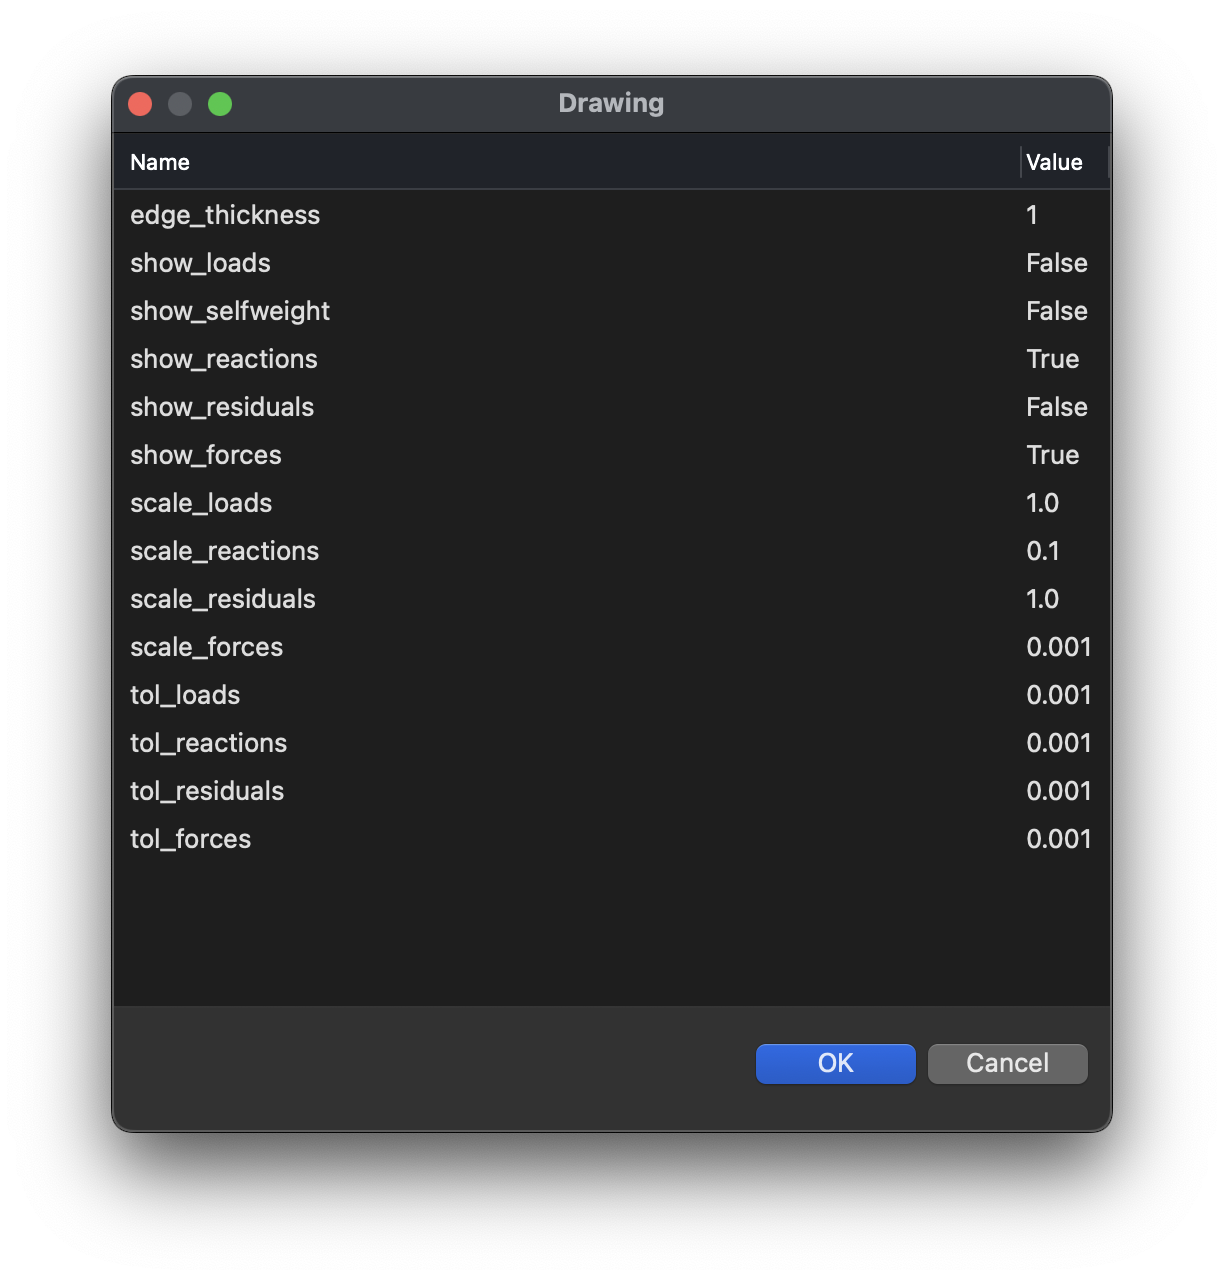 Drawing
Name Value
edge_thickness 1
show_loads False
show_selfweight False
show_reactions True
show_residuals False
show_forces True
scale_loads 1.0
scale_reactions 0.1
scale_residuals 1.0
scale_forces 0.001
tol_loads 0.001
tol_reactions 0.001
tol_residuals 0.001
tol_forces 0.001
OK Cancel